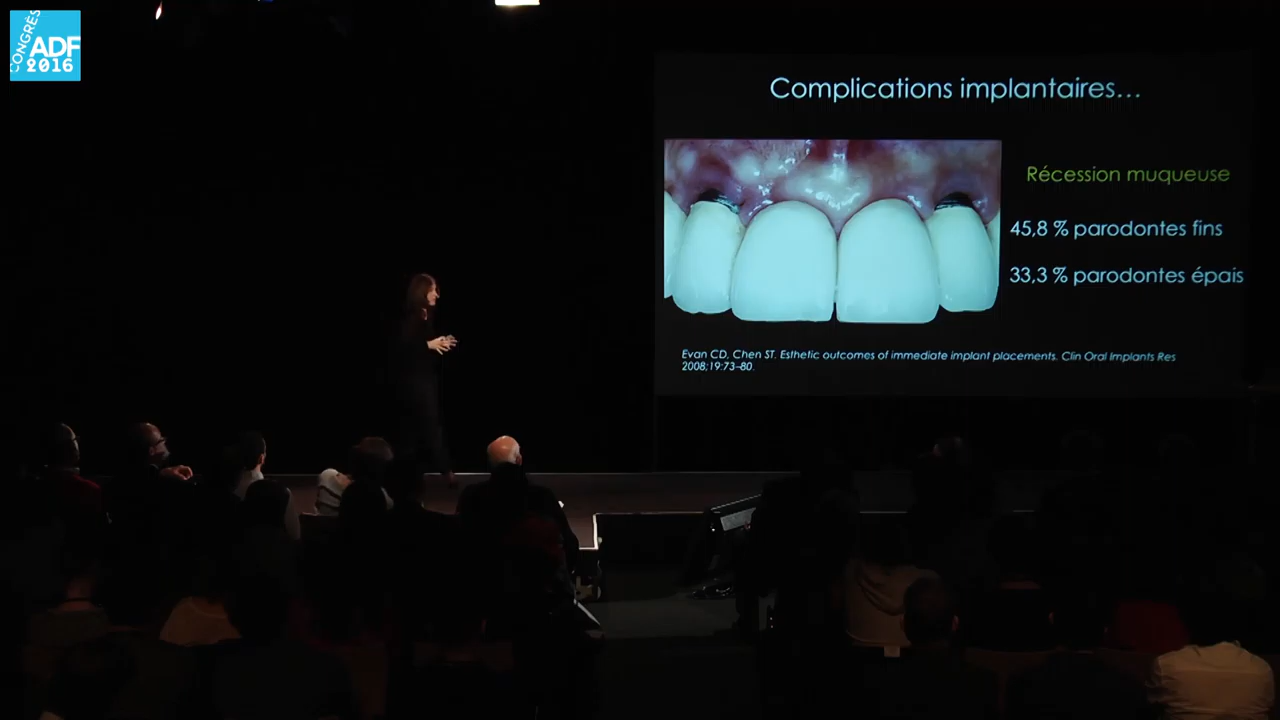 CONGRÈS
ADF
2016
Complications implantaires…
Récession muqueuse
45,8 % parodontes fins
33,3 % parodontes épais
Evan CD, Chen ST. Esthetic outcomes of immediate implant placements. Clin Oral Implants Res
2008;19:73–80.